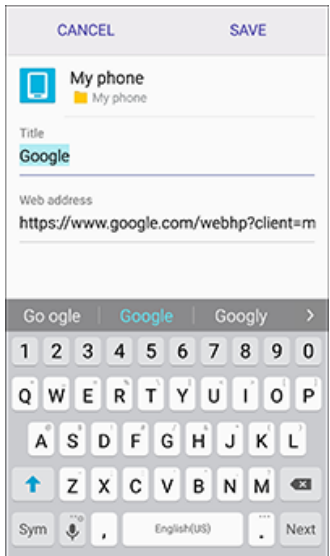 CANCEL SAVE
My phone
My phone
Title
Google
Web address
https://www.google.com/webhp?client=m
Go ogle Google Googly >
1 2 3 4 5 6 7 8 9 0
Q W E R T Y U I O P
A S D F G H J K L
Z X C V B N M
Sym , English(US) . Next